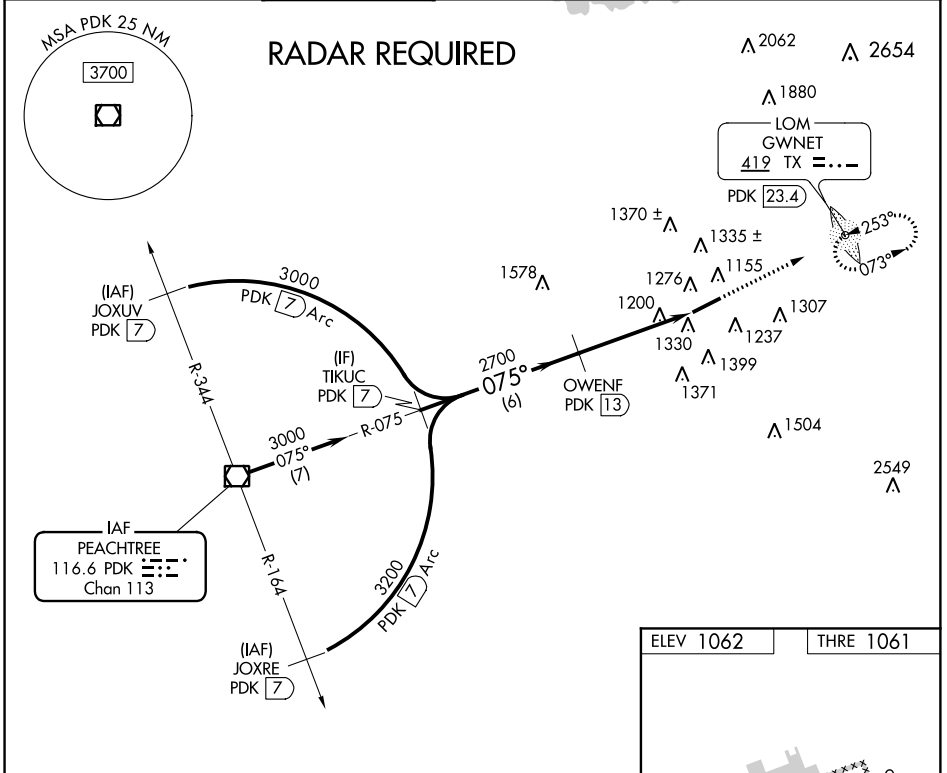 MSA PDK 25 NM
3700
RADAR REQUIRED
2062
2654
1880
LOM
GWNET
419 TX
PDK 23.4
253°
073°
1370 ±
1335 ±
1578
1276
1155
1200
1307
1330
1237
1399
1371
1504
2549
(IAF)
JOXUV
PDK 7
3000
PDK 7 Arc
R-344
(IF)
TIKUC
PDK 7
2700
075°
(6)
OWENF
PDK 13
R-075
3000
075°
(7)
IAF
PEACHTREE
116.6 PDK
Chan 113
R-164
3200
PDK 7 Arc
(IAF)
JOXRE
PDK 7
ELEV 1062
THRE 1061